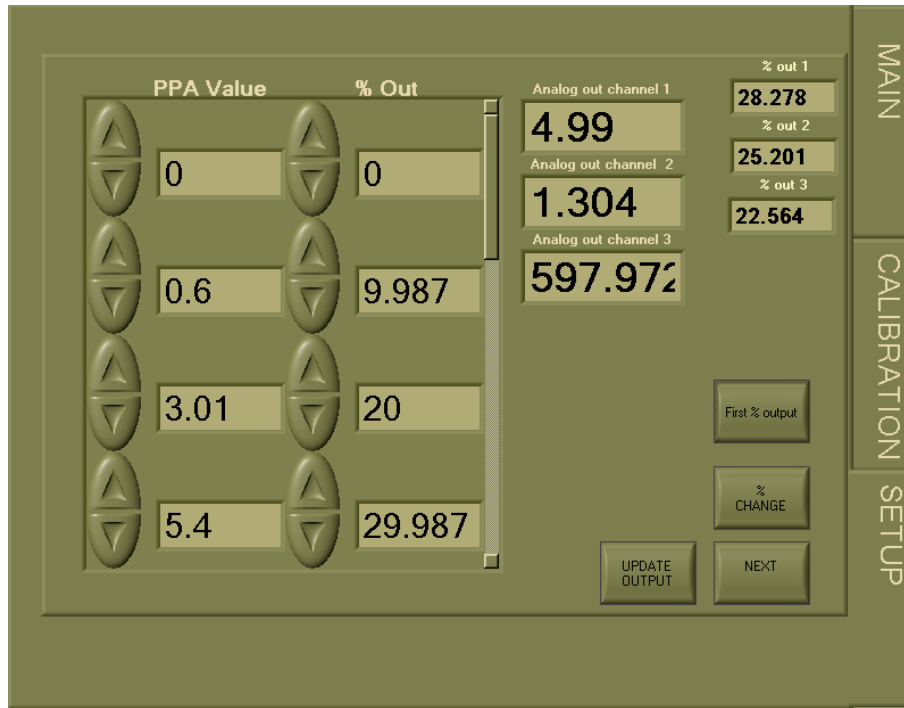 PPA Value % Out
0 0
0.6 9.987
3.01 20
5.4 29.987
Analog out channel 1
4.99
Analog out channel 2
1.304
Analog out channel 3
597.972
% out 1
28.278
% out 2
25.201
% out 3
22.564
First % output
%
CHANGE
UPDATE
OUTPUT
NEXT
MAIN
CALIBRATION
SETUP